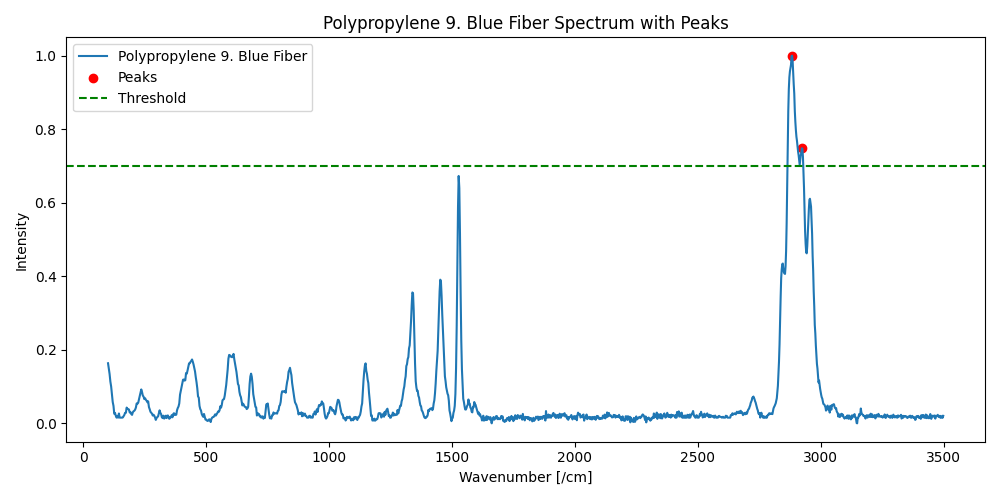 Polypropylene 9. Blue Fiber Spectrum with Peaks
Polypropylene 9. Blue Fiber
Peaks
Threshold
Intensity
1.0
0.8
0.6
0.4
0.2
0.0
0 500 1000 1500 2000 2500 3000 3500
Wavenumber [/cm]